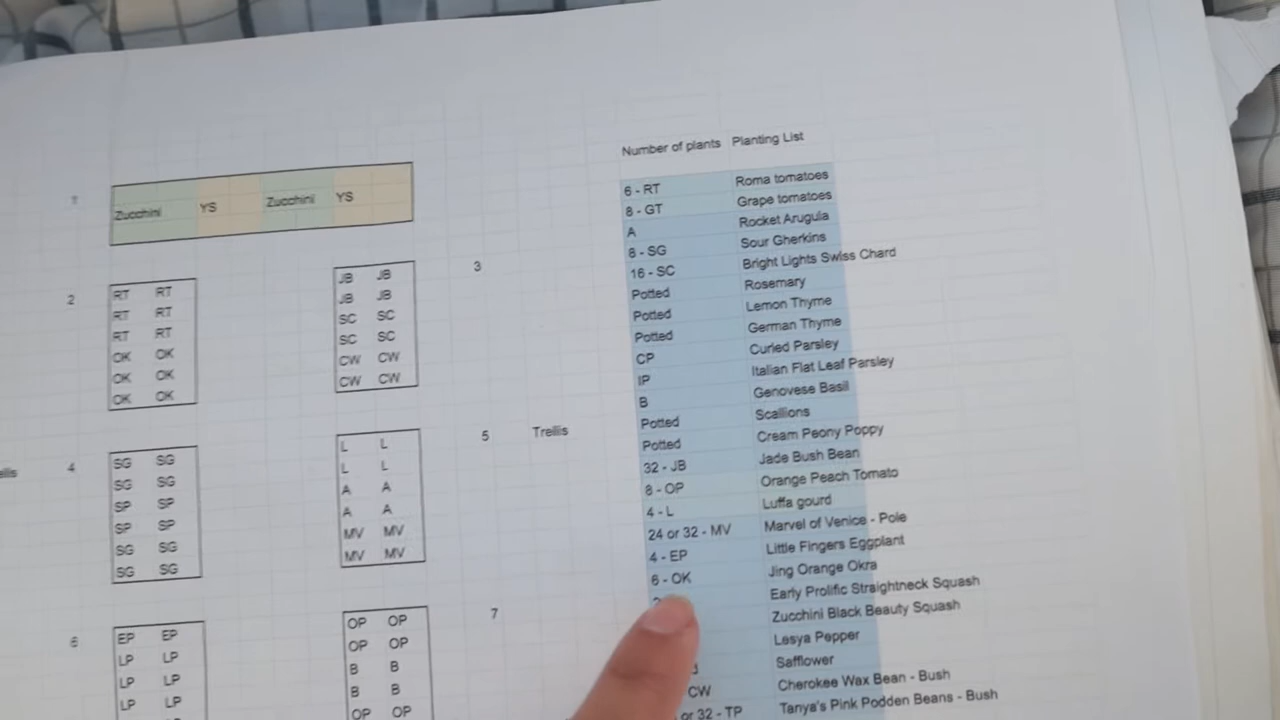 Number of plants Planting List
1 Zucchini YS Zucchini YS
6 - RT Roma tomatoes
8 - GT Grape tomatoes
A Rocket Arugula
6 - SG Sour Gherkins
16 - SC Bright Lights Swiss Chard
Potted Rosemary
Potted Lemon Thyme
Potted German Thyme
CP Curled Parsley
IP Italian Flat Leaf Parsley
B Genovese Basil
Potted Scallions
Potted Cream Peony Poppy
32 - JB Jade Bush Bean
8 - OP Orange Peach Tomato
4 - L Luffa gourd
24 or 32 - MV Marvel of Venice - Pole
4 - EP Little Fingers Eggplant
6 - OK Jing Orange Okra
Early Prolific Straightneck Squash
Zucchini Black Beauty Squash
Lesya Pepper
Safflower
CW Cherokee Wax Bean - Bush
or 32 - TP Tanya's Pink Podden Beans - Bush
2
RT RT
RT RT
RT RT
OK OK
OK OK
OK OK
3
JB JB
JB JB
SC SC
SC SC
CW CW
CW CW
4
SG SG
SG SG
SP SP
SP SP
SG SG
SG SG
5 Trellis
L L
L L
A A
A A
MV MV
MV MV
6
EP EP
LP LP
LP LP
LP LP
7
OP OP
OP OP
B B
B B
OP OP